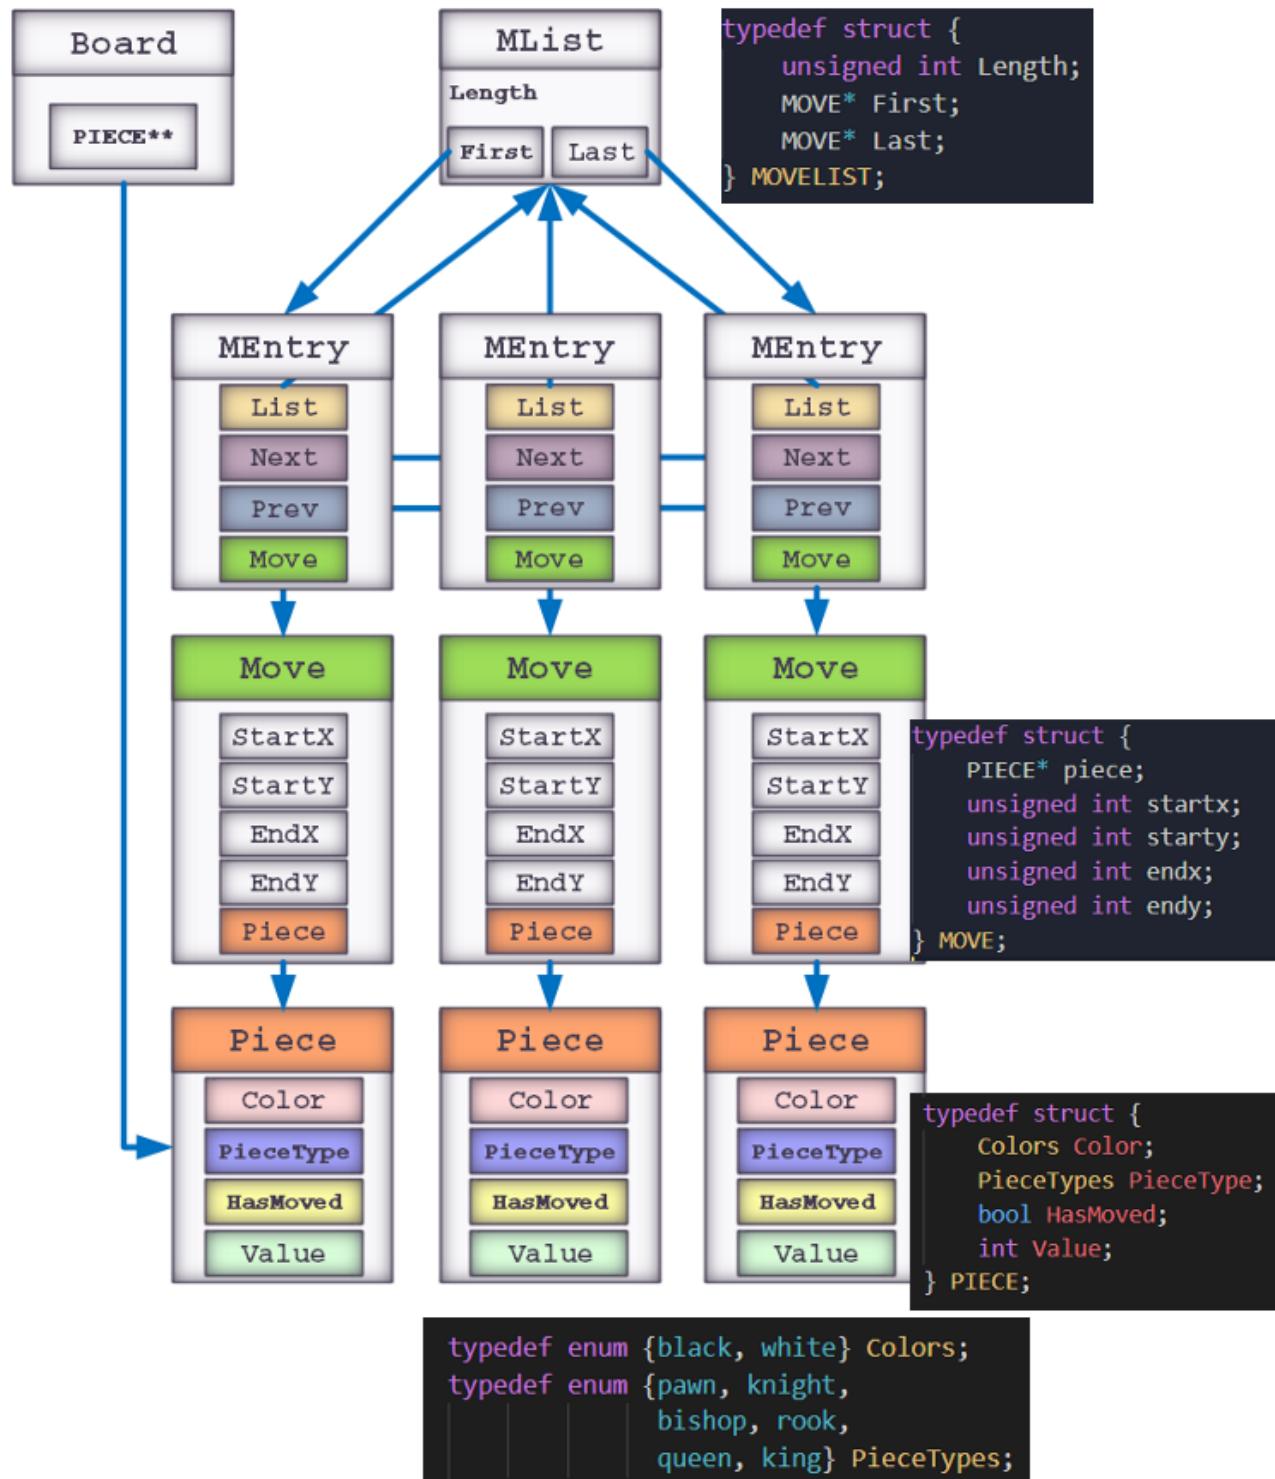 Board
PIECE**
MList
Length
First
Last
typedef struct {
unsigned int Length;
MOVE* First;
MOVE* Last;
} MOVELIST;
MEntry
List
Next
Prev
Move
MEntry
List
Next
Prev
Move
MEntry
List
Next
Prev
Move
Move
StartX
StartY
EndX
EndY
Piece
Move
StartX
StartY
EndX
EndY
Piece
Move
StartX
StartY
EndX
EndY
Piece
typedef struct {
PIECE* piece;
unsigned int startx;
unsigned int starty;
unsigned int endx;
unsigned int endy;
} MOVE;
Piece
Color
PieceType
HasMoved
Value
Piece
Color
PieceType
HasMoved
Value
Piece
Color
PieceType
HasMoved
Value
typedef struct {
Colors Color;
PieceTypes PieceType;
bool HasMoved;
int Value;
} PIECE;
typedef enum {black, white} Colors;
typedef enum {pawn, knight,
bishop, rook,
queen, king} PieceTypes;